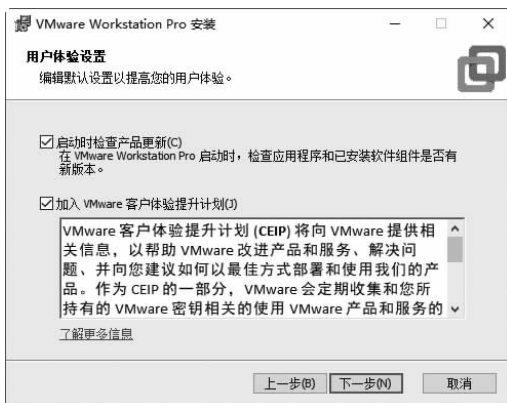 VMware Workstation Pro 安装
用户体验设置
编辑默认设置以提高您的用户体验。
启动时检查产品更新(C)
在 VMware Workstation Pro 启动时，检查应用程序和已安装软件组件是否有
新版本。
加入 VMware 客户体验提升计划(J)
VMware 客户体验提升计划 (CEIP) 将向 VMware 提供相
关信息，以帮助 VMware 改进产品和服务、解决问
题、并向您建议如何以最佳方式部署和使用我们的产
品。作为 CEIP 的一部分，VMware 会定期收集和您所
持有的 VMware 密钥相关的使用 VMware 产品和服务的
了解更多信息
上一步(B) 下一步(N) 取消